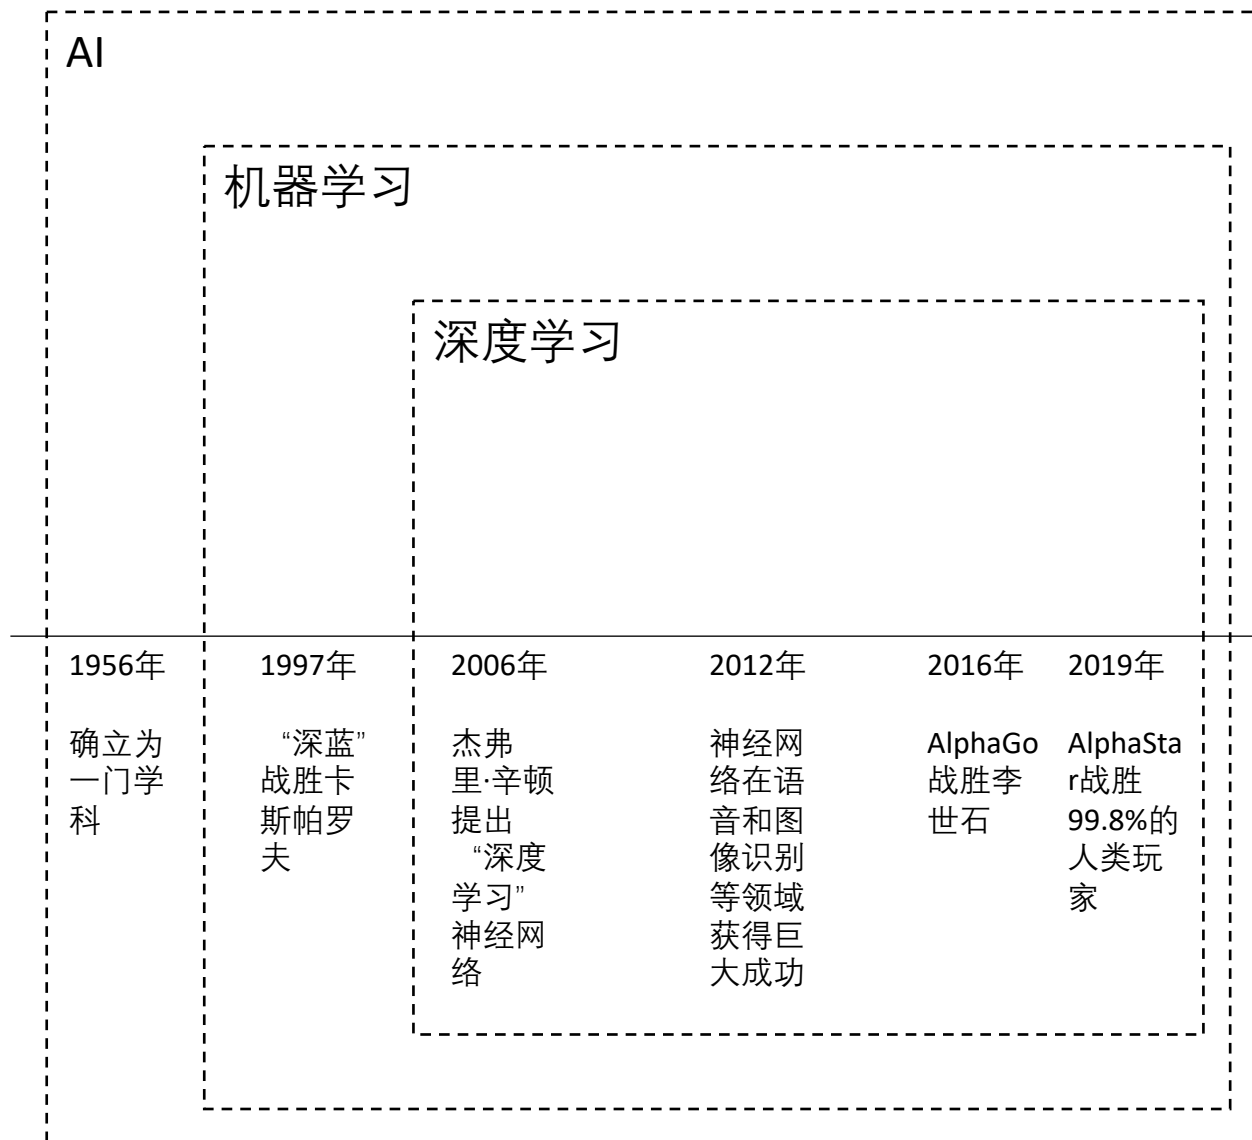 AI
机器学习
深度学习
1956年
确立为
一门学
科
1997年
“深蓝”
战胜卡
斯帕罗
夫
2006年
杰弗
里·辛顿
提出
“深度
学习”
神经网
络
2012年
神经网
络在语
音和图
像识别
等领域
获得巨
大成功
2016年
AlphaGo
战胜李
世石
2019年
AlphaSta
r战胜
99.8%的
人类玩
家